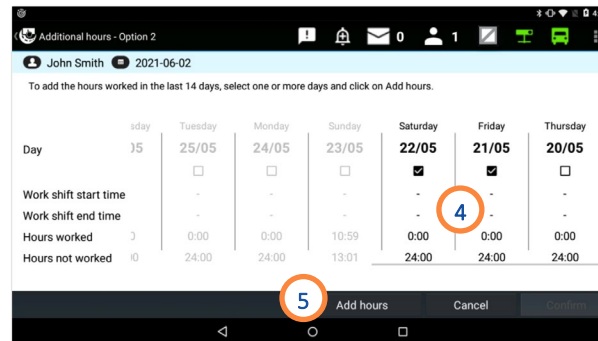 Additional hours - Option 2 0 1
John Smith 2021-06-02
To add the hours worked in the last 14 days, select one or more days and click on Add hours.
sday Tuesday Monday Sunday Saturday Friday Thursday
Day 25/05 24/05 23/05 22/05 21/05 20/05
Work shift start time - - - - - -
4
Work shift end time - - - - - -
Hours worked 0:00 0:00 10:59 0:00 0:00 0:00
Hours not worked 24:00 24:00 13:01 24:00 24:00 24:00
5 Add hours Cancel Confirm